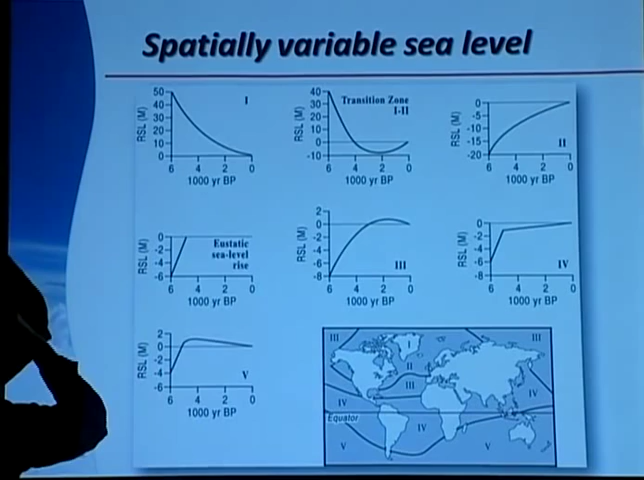 Spatially variable sea level
50
40
30
20
10
0
RSL (M)
I
6 4 2 0
1000 yr BP
40
30
20
10
0
-10
RSL (M)
Transition Zone
I-II
6 4 2 0
1000 yr BP
0
-5
-10
-15
-20
RSL (M)
II
6 4 2 0
1000 yr BP
0
-2
-4
-6
RSL (M)
Eustatic
sea-level
rise
6 4 2 0
1000 yr BP
2
0
-2
-4
-6
-8
RSL (M)
III
6 4 2 0
1000 yr BP
0
-2
-4
-6
-8
RSL (M)
IV
6 4 2 0
1000 yr BP
2
0
-2
-4
-6
RSL (M)
V
6 4 2 0
1000 yr BP
III I III
II
III
IV IV
Equator
IV
V V